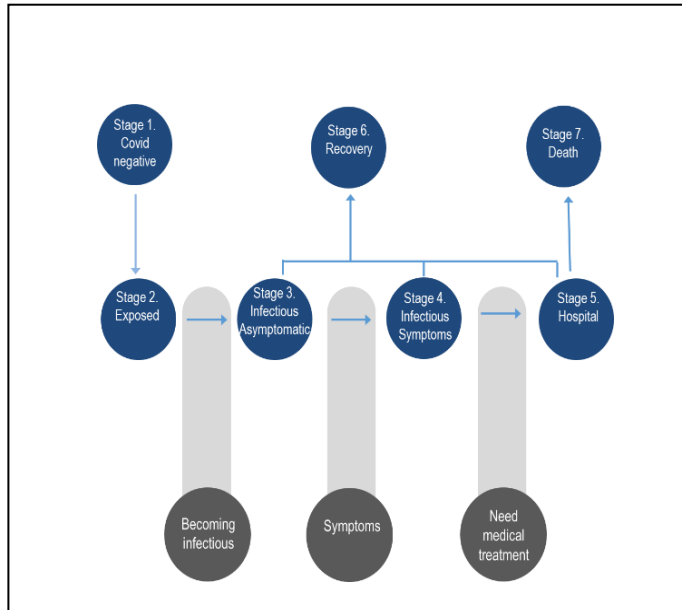 Stage 1.
Covid
negative
Stage 6.
Recovery
Stage 7.
Death
Stage 2.
Exposed
Stage 3.
Infectious
Asymptomatic
Stage 4.
Infectious
Symptoms
Stage 5.
Hospital
Becoming
infectious
Symptoms
Need
medical
treatment